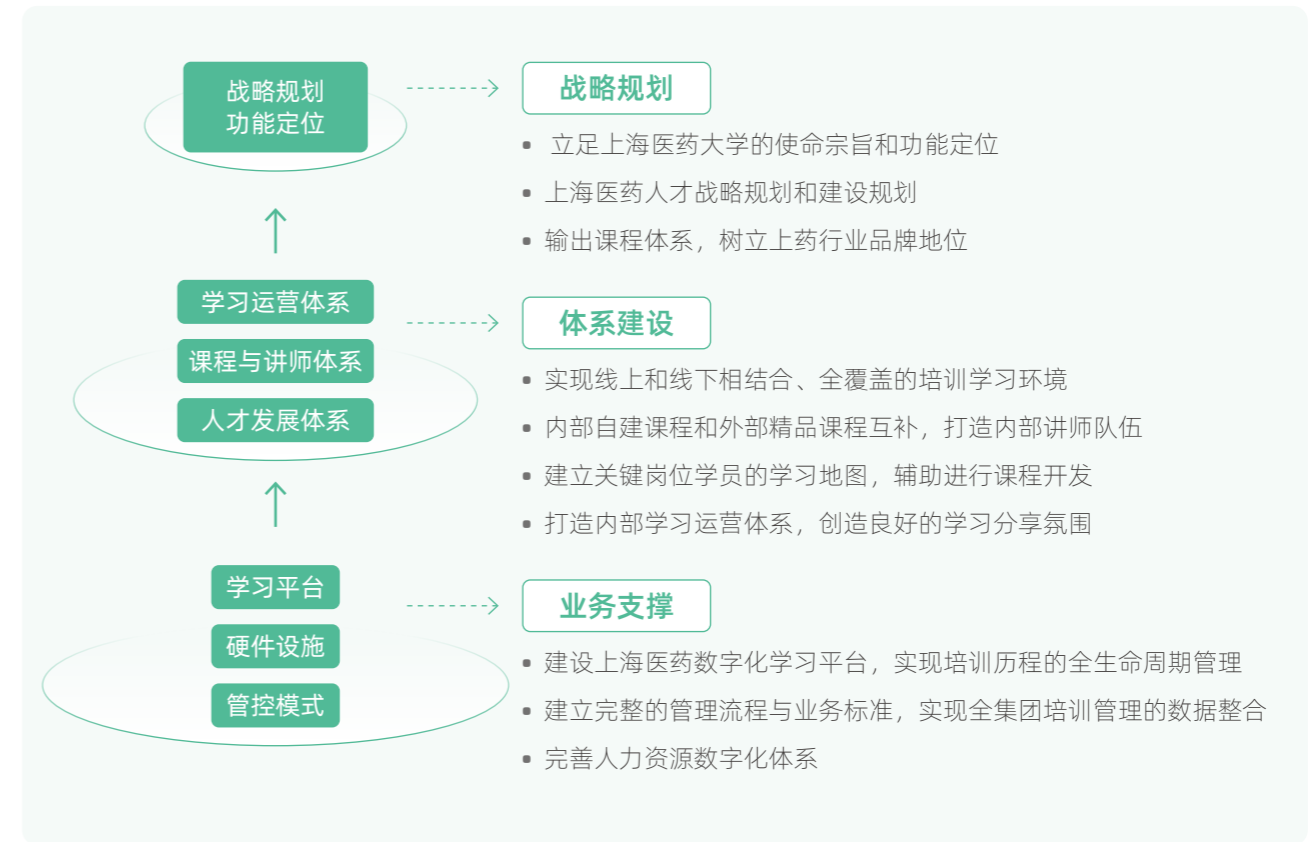 战略规划
功能定位
战略规划
• 立足上海医药大学的使命宗旨和功能定位
• 上海医药人才战略规划和建设规划
• 输出课程体系，树立上药行业品牌地位
学习运营体系
课程与讲师体系
人才发展体系
体系建设
• 实现线上和线下相结合、全覆盖的培训学习环境
• 内部自建课程和外部精品课程互补，打造内部讲师队伍
• 建立关键岗位学员的学习地图，辅助进行课程开发
• 打造内部学习运营体系，创造良好的学习分享氛围
学习平台
硬件设施
管控模式
业务支撑
• 建设上海医药数字化学习平台，实现培训历程的全生命周期管理
• 建立完整的管理流程与业务标准，实现全集团培训管理的数据整合
• 完善人力资源数字化体系